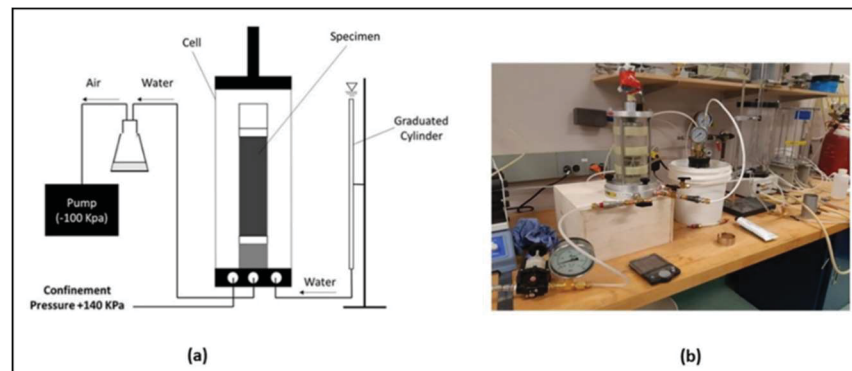 Cell
Specimen
Air
Water
Graduated
Cylinder
Pump
(-100 Kpa)
Water
Confinement
Pressure +140 KPa
(a)
(b)